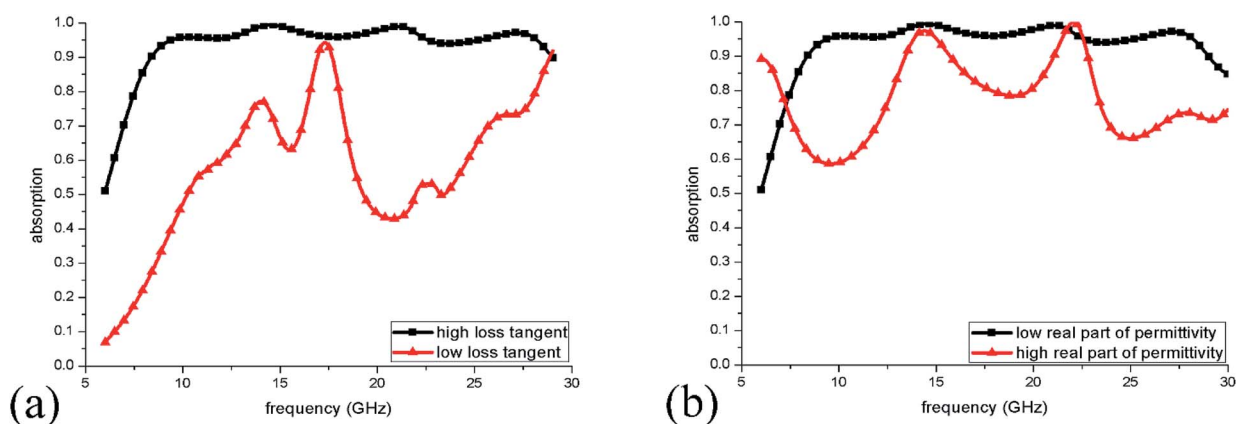 1.0
0.9
0.8
0.7
0.6
0.5
0.4
0.3
0.2
0.1
0.0
absorption
high loss tangent
low loss tangent
5 10 15 20 25 30
frequency (GHz)
(a)
1.0
0.9
0.8
0.7
0.6
0.5
0.4
0.3
0.2
0.1
0.0
absorption
low real part of permittivity
high real part of permittivity
5 10 15 20 25 30
frequency (GHz)
(b)